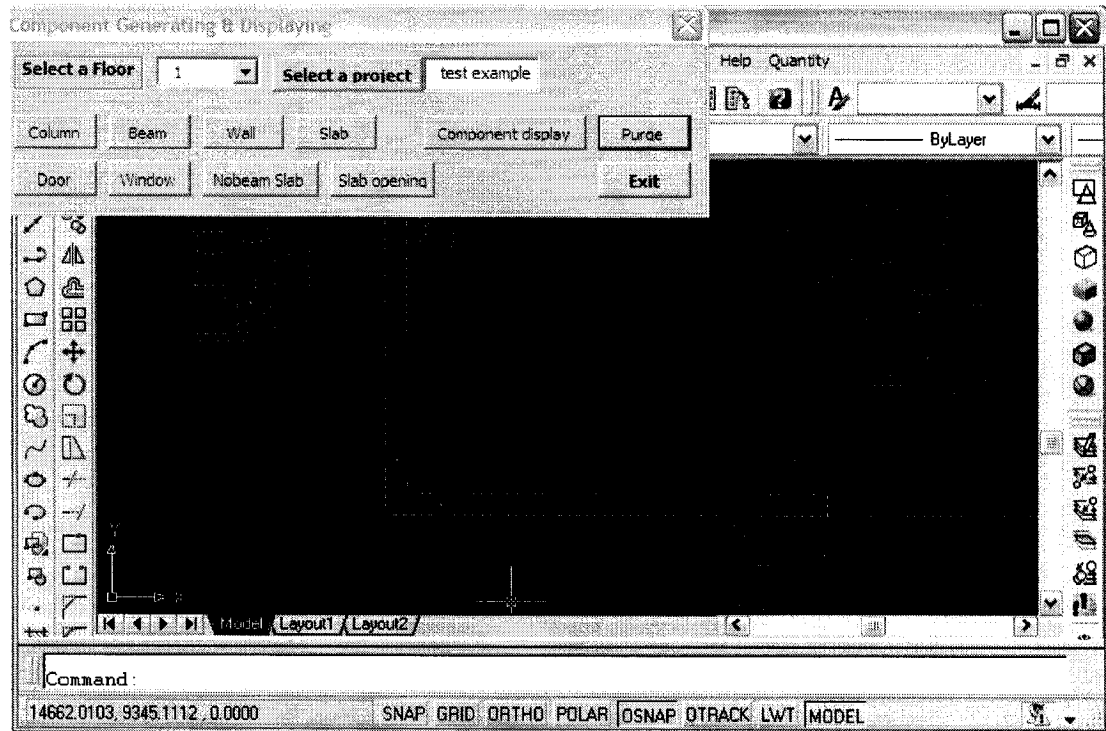 Component Generating & Displaying
Select a Floor 1 Select a project test example
Help Quantity
Column Beam Wall Slab Component display Purge
ByLayer
Door Window Nobeam Slab Slab opening Exit
Y
X
Model Layout1 Layout2
Command:
14662.0103, 9345.1112, 0.0000 SNAP GRID ORTHO POLAR OSNAP OTRACK LWT MODEL